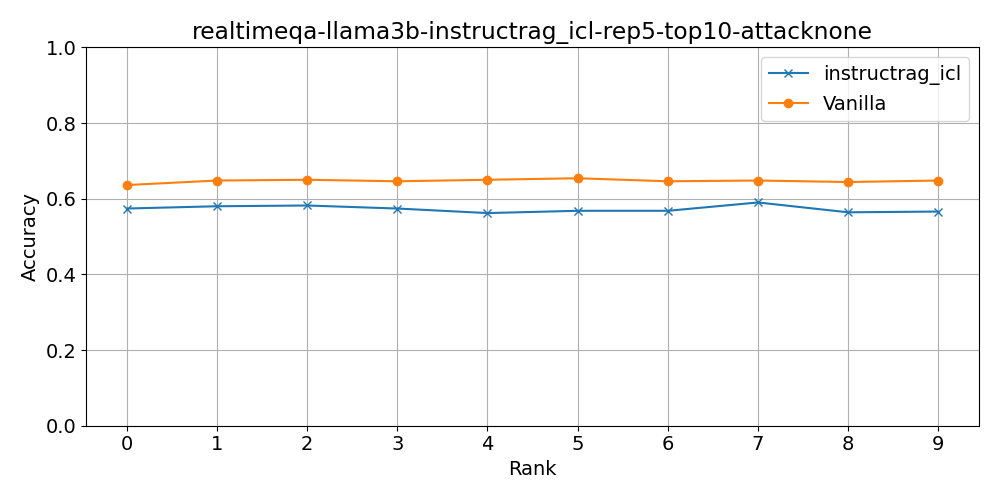 realtimeqa-llama3b-instructrag_icl-rep5-top10-attacknone
instructrag_icl
Vanilla
Accuracy
1.0
0.8
0.6
0.4
0.2
0.0
0 1 2 3 4 5 6 7 8 9
Rank